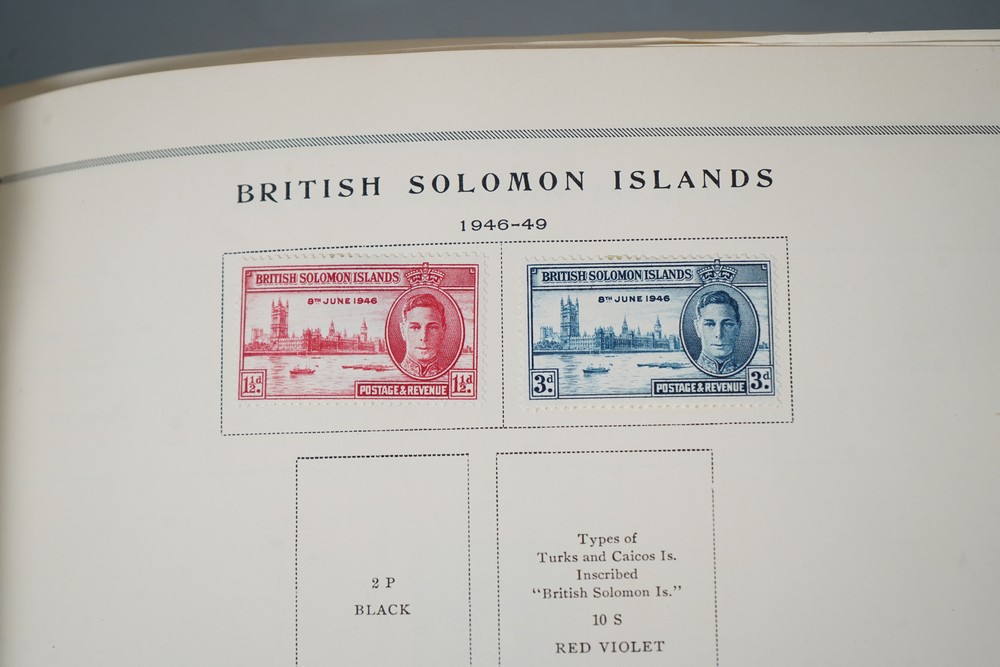 BRITISH SOLOMON ISLANDS
1946-49
BRITISH SOLOMON ISLANDS
8TH JUNE 1946
1½d.
POSTAGE & REVENUE
1½d.
BRITISH SOLOMON ISLANDS
8TH JUNE 1946
3d.
POSTAGE & REVENUE
3d.
2 P
BLACK
Types of
Turks and Caicos Is.
Inscribed
"British Solomon Is."
10 S
RED VIOLET